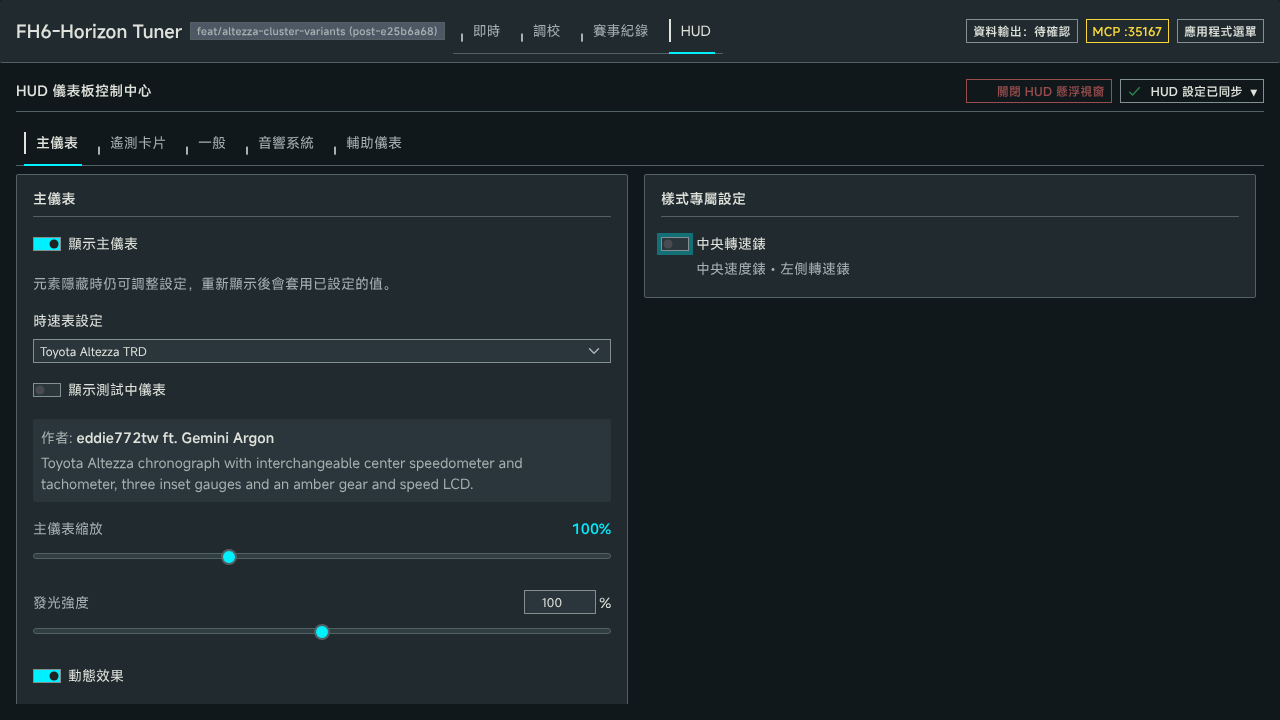 FH6-Horizon Tuner
feat/altezza-cluster-variants (post-e25b6a68)
即時
調校
賽事紀錄
HUD
資料輸出：待確認
MCP :35167
應用程式選單
HUD 儀表板控制中心
關閉 HUD 懸浮視窗
HUD 設定已同步
主儀表
遙測卡片
一般
音響系統
輔助儀表
主儀表
顯示主儀表
元素隱藏時仍可調整設定，重新顯示後會套用已設定的值。
時速表設定
Toyota Altezza TRD
顯示測試中儀表
作者: eddie772tw ft. Gemini Argon
Toyota Altezza chronograph with interchangeable center speedometer and
tachometer, three inset gauges and an amber gear and speed LCD.
主儀表縮放
100%
發光強度
100 %
動態效果
樣式專屬設定
中央轉速錶
中央速度錶・左側轉速錶